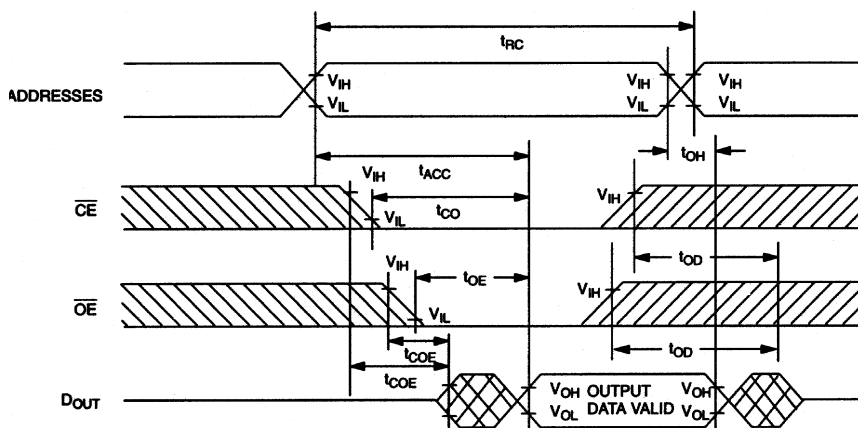 tRC
ADDRESSES
VIH
VIL
VIH
VIL
VIH
VIL
tOH
tACC
CE
VIH
VIL
tCO
VIH
tOD
OE
VIH
VIL
tOE
VIH
tOD
tCOE
tCOE
DOUT
VOH
VOL
OUTPUT
DATA VALID
VOH
VOL